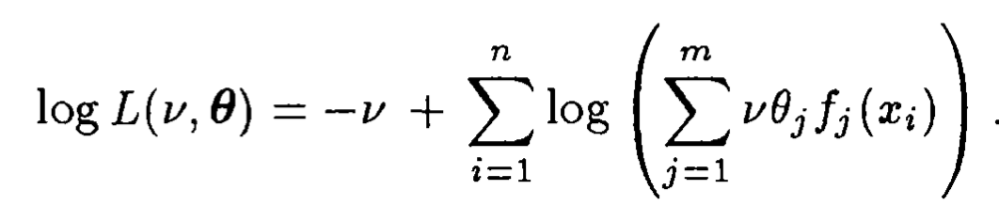 log L(ν, θ) = −ν + ∑_{i=1}^{n} log ( ∑_{j=1}^{m} νθ_j f_j(x_i) ) .